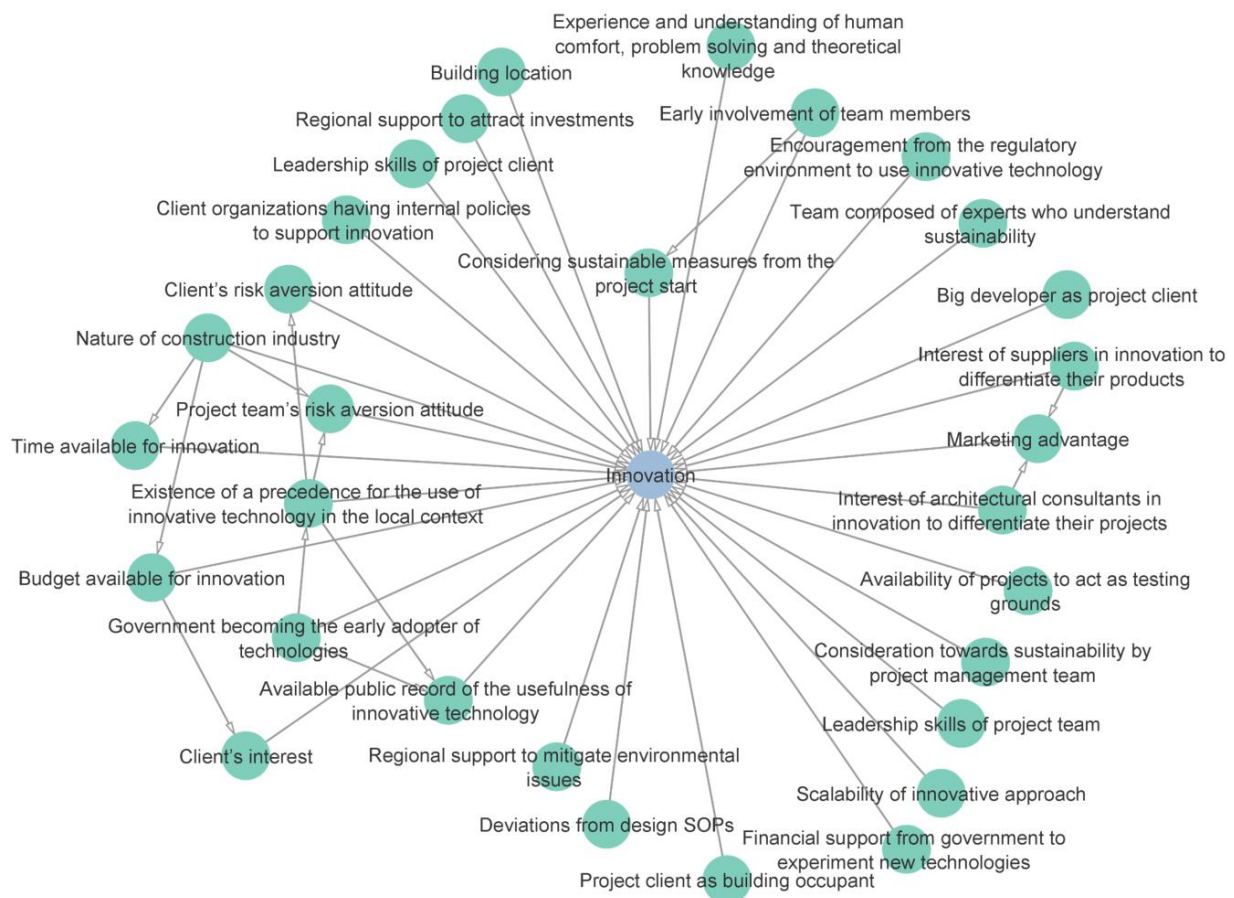 Experience and understanding of human
comfort, problem solving and theoretical
knowledge
Building location
Regional support to attract investments
Early involvement of team members
Leadership skills of project client
Encouragement from the regulatory
environment to use innovative technology
Client organizations having internal policies
to support innovation
Team composed of experts who understand
sustainability
Considering sustainable measures from the
project start
Client's risk aversion attitude
Big developer as project client
Nature of construction industry
Interest of suppliers in innovation to
differentiate their products
Project team's risk aversion attitude
Time available for innovation
Marketing advantage
Innovation
Existence of a precedence for the use of
innovative technology in the local context
Interest of architectural consultants in
innovation to differentiate their projects
Budget available for innovation
Availability of projects to act as testing
grounds
Government becoming the early adopter of
technologies
Consideration towards sustainability by
project management team
Available public record of the usefulness of
innovative technology
Leadership skills of project team
Client's interest
Regional support to mitigate environmental
issues
Scalability of innovative approach
Deviations from design SOPs
Financial support from government to
experiment new technologies
Project client as building occupant